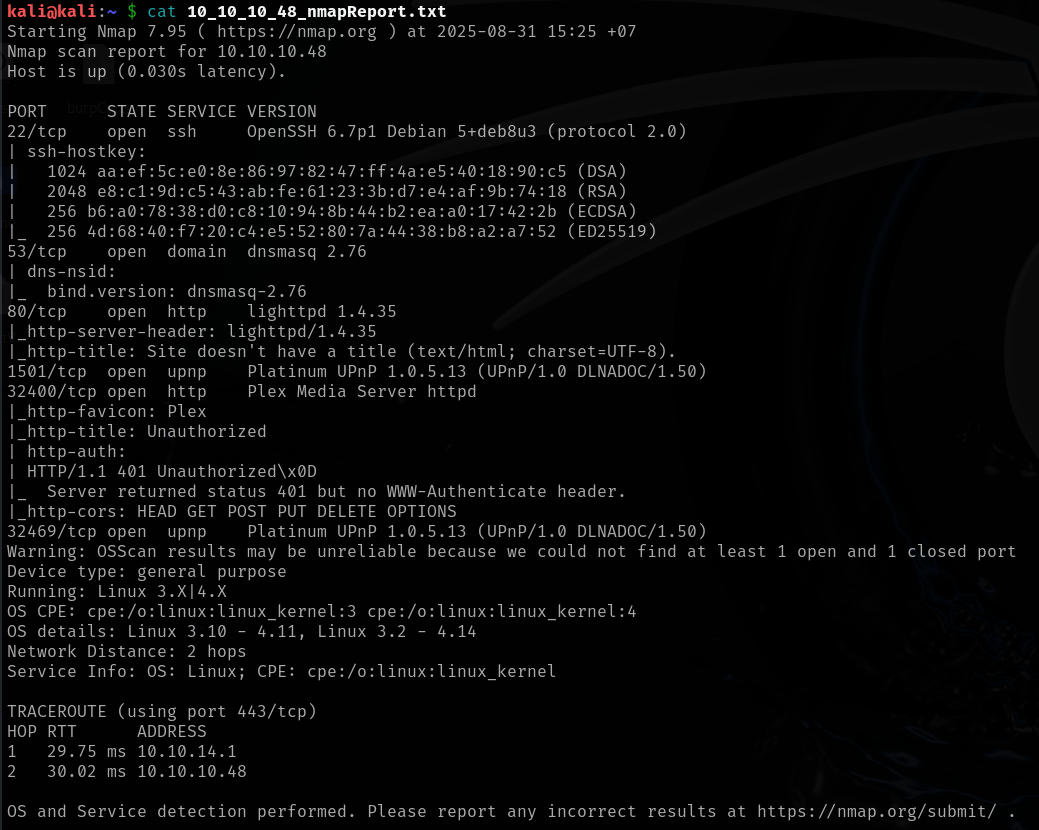 kali@kali:~ $ cat 10_10_10_48_nmapReport.txt
Starting Nmap 7.95 ( https://nmap.org ) at 2025-08-31 15:25 +07
Nmap scan report for 10.10.10.48
Host is up (0.030s latency).

PORT      STATE SERVICE VERSION
22/tcp    open  ssh     OpenSSH 6.7p1 Debian 5+deb8u3 (protocol 2.0)
| ssh-hostkey:
|   1024 aa:ef:5c:e0:8e:86:97:82:47:ff:4a:e5:40:18:90:c5 (DSA)
|   2048 e8:c1:9d:c5:43:ab:fe:61:23:3b:d7:e4:af:9b:74:18 (RSA)
|   256 b6:a0:78:38:d0:c8:10:94:8b:44:b2:ea:a0:17:42:2b (ECDSA)
|_  256 4d:68:40:f7:20:c4:e5:52:80:7a:44:38:b8:a2:a7:52 (ED25519)
53/tcp    open  domain  dnsmasq 2.76
| dns-nsid:
|_  bind.version: dnsmasq-2.76
80/tcp    open  http    lighttpd 1.4.35
|_http-server-header: lighttpd/1.4.35
|_http-title: Site doesn't have a title (text/html; charset=UTF-8).
1501/tcp  open  upnp    Platinum UPnP 1.0.5.13 (UPnP/1.0 DLNADOC/1.50)
32400/tcp open  http    Plex Media Server httpd
|_http-favicon: Plex
|_http-title: Unauthorized
| http-auth:
| HTTP/1.1 401 Unauthorized\x0D
|_  Server returned status 401 but no WWW-Authenticate header.
|_http-cors: HEAD GET POST PUT DELETE OPTIONS
32469/tcp open  upnp    Platinum UPnP 1.0.5.13 (UPnP/1.0 DLNADOC/1.50)
Warning: OSScan results may be unreliable because we could not find at least 1 open and 1 closed port
Device type: general purpose
Running: Linux 3.X|4.X
OS CPE: cpe:/o:linux:linux_kernel:3 cpe:/o:linux:linux_kernel:4
OS details: Linux 3.10 - 4.11, Linux 3.2 - 4.14
Network Distance: 2 hops
Service Info: OS: Linux; CPE: cpe:/o:linux:linux_kernel

TRACEROUTE (using port 443/tcp)
HOP RTT      ADDRESS
1   29.75 ms 10.10.14.1
2   30.02 ms 10.10.10.48

OS and Service detection performed. Please report any incorrect results at https://nmap.org/submit/ .